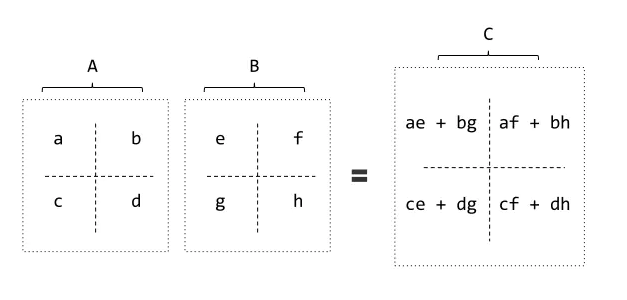 C
A B
a b e f
ae + bg af + bh
=
c d g h
ce + dg cf + dh